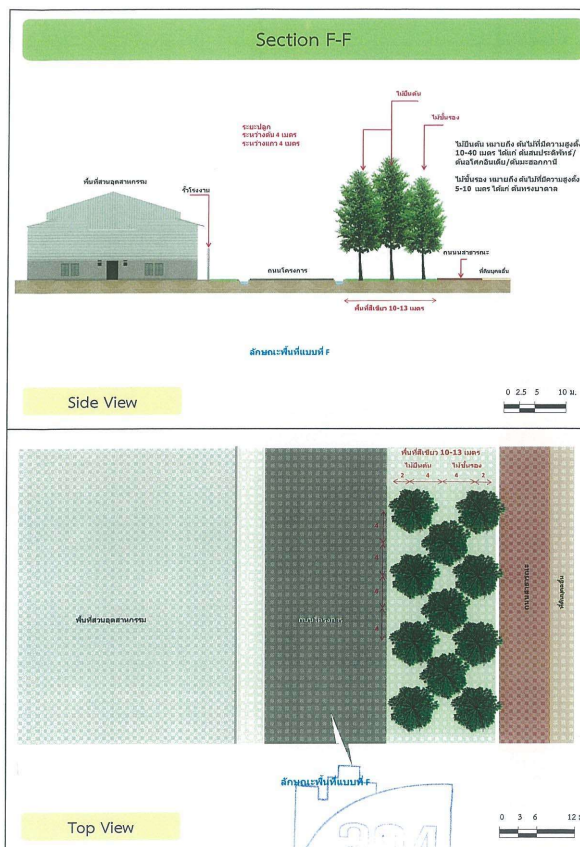 Section F-F
ไม้ยืนต้น
ระยะปลูก
ระหว่างต้น 4 เมตร
ระหว่างแถว 4 เมตร
ไม้ชั้นรอง
ไม้ยืนต้น หมายถึง ต้นไม้ที่มีความสูงตั้ง
10-40 เมตร ได้แก่ ต้นสนประดิพัทธ์/
ต้นอโศกอินเดีย/ต้นมะฮอกกานี
ไม้ชั้นรอง หมายถึง ต้นไม้ที่มีความสูงตั้ง
5-10 เมตร ได้แก่ ต้นทรงบาดาล
พื้นที่สวนอุตสาหกรรม
รั้วโรงงาน
ถนนโครงการ
ถนนสาธารณะ
ที่ดินบุคคลอื่น
พื้นที่สีเขียว 10-13 เมตร
ลักษณะพื้นที่แบบที่ F
Side View
0 2.5 5 10 ม.
พื้นที่สีเขียว 10-13 เมตร
ไม้ยืนต้น ไม้ชั้นรอง
2 4 4 2
พื้นที่สวนอุตสาหกรรม
ถนนโครงการ
ถนนสาธารณะ
ที่ดินบุคคลอื่น
ลักษณะพื้นที่แบบที่ F
Top View
0 3 6 12